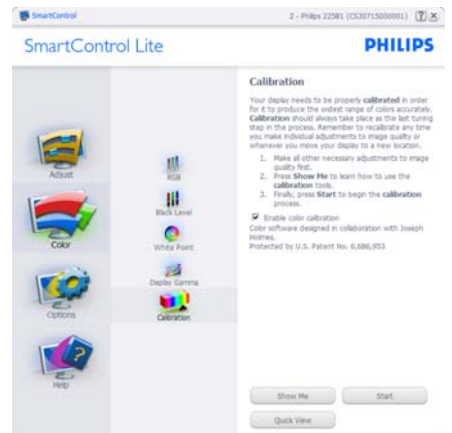 SmartControl
2 - Philips 225B1 (CS30715000001)
SmartControl Lite
PHILIPS
Adjust
Color
Options
Help
RGB
Black Level
White Point
Display Gamma
Calibration
Calibration
Your display needs to be properly calibrated in order
for it to produce the widest range of colors accurately.
Calibration should always take place as the last tuning
step in the process. Remember to recalibrate any time
you make individual adjustments to image quality or
whenever you move your display to a new location.
1. Make all other necessary adjustments to image
quality first.
2. Press Show Me to learn how to use the
calibration tools.
3. Finally, press Start to begin the calibration
process.
Enable color calibration
Color software designed in collaboration with Joseph
Holmes.
Protected by U.S. Patent No. 6,686,953
Show Me
Start
Quick View